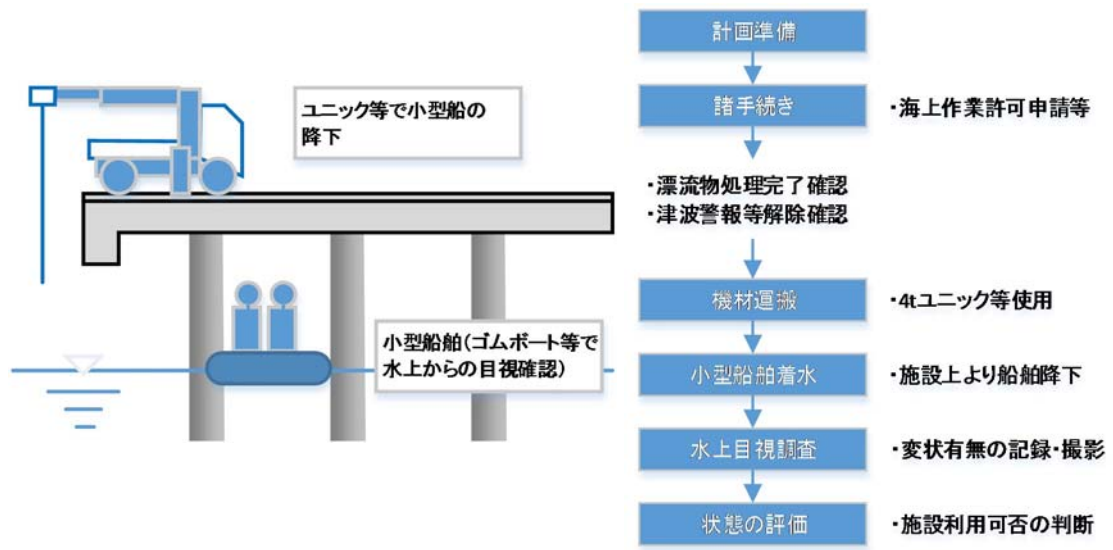 ユニック等で小型船の
降下
小型船舶(ゴムボート等で
水上からの目視確認)
計画準備
諸手続き
・海上作業許可申請等
・漂流物処理完了確認
・津波警報等解除確認
機材運搬
・4tユニック等使用
小型船舶着水
・施設上より船舶降下
水上目視調査
・変状有無の記録・撮影
状態の評価
・施設利用可否の判断